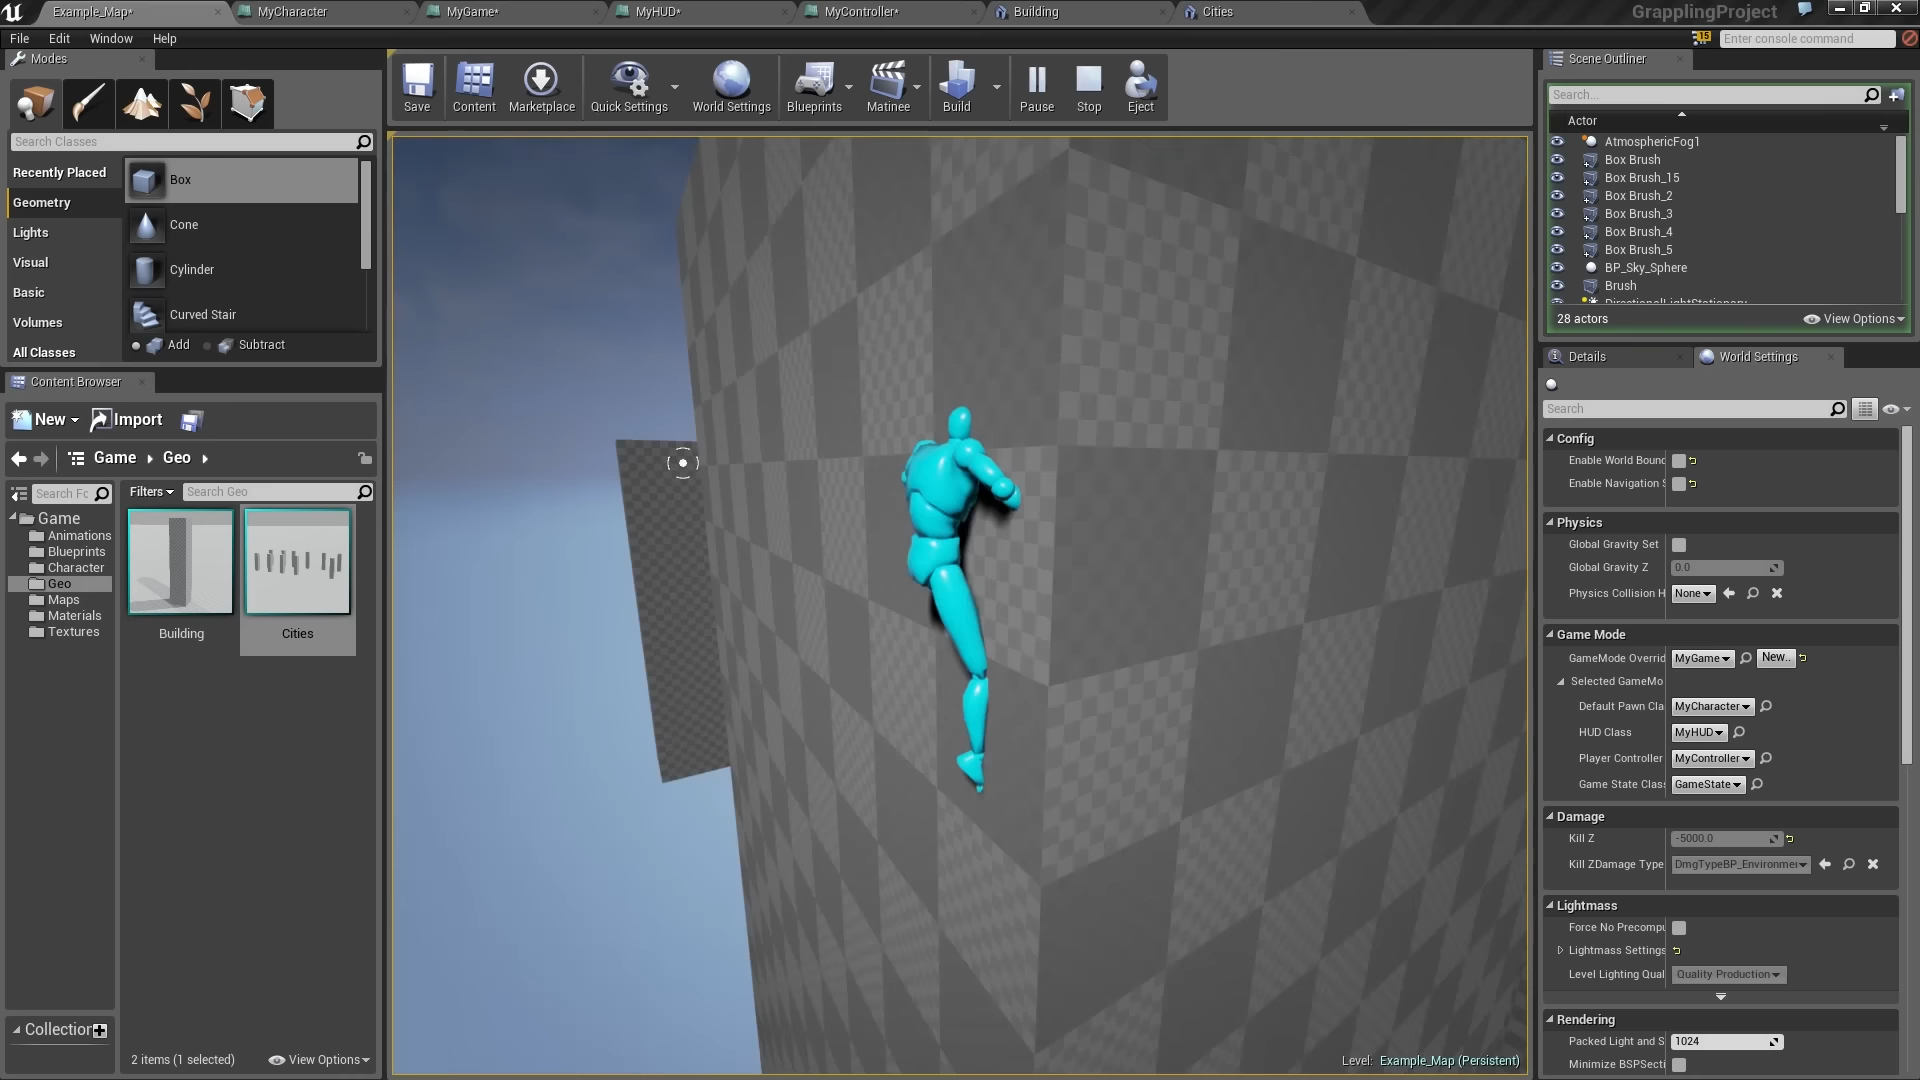 Example_Map*
MyCharacter
MyGame*
MyHUD*
MyController*
Building
Cities
GrapplingProject
File
Edit
Window
Help
15
Enter console command
Modes
Save
Content
Marketplace
Quick Settings
World Settings
Blueprints
Matinee
Build
Pause
Stop
Eject
Search Classes
Recently Placed
Geometry
Lights
Visual
Basic
Volumes
All Classes
Box
Cone
Cylinder
Curved Stair
Add
Subtract
Content Browser
New
Import
Game
Geo
Search Fc
Filters
Search Geo
Game
Animations
Blueprints
Character
Geo
Maps
Materials
Textures
Building
Cities
Collection
2 items (1 selected)
View Options
Level: Example_Map (Persistent)
Scene Outliner
Search...
Actor
AtmosphericFog1
Box Brush
Box Brush_15
Box Brush_2
Box Brush_3
Box Brush_4
Box Brush_5
BP_Sky_Sphere
Brush
DirectionalLightStationary
28 actors
View Options
Details
World Settings
Search
Config
Enable World Bounc
Enable Navigation S
Physics
Global Gravity Set
Global Gravity Z
0.0
Physics Collision H
None
Game Mode
GameMode Overrid
MyGame
New..
Selected GameMo
Default Pawn Cla
MyCharacter
HUD Class
MyHUD
Player Controller
MyController
Game State Class
GameState
Damage
Kill Z
-5000.0
Kill ZDamage Type
DmgTypeBP_Environmen
Lightmass
Force No Precompu
Lightmass Settings
Level Lighting Qual
Quality Production
Rendering
Packed Light and S
1024
Minimize BSPSecti